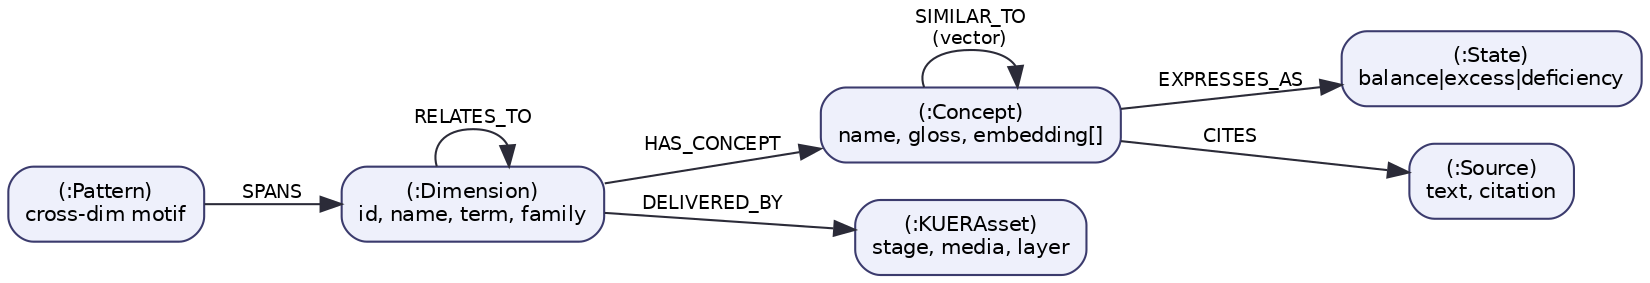 SIMILAR_TO
(vector)
(:State)
balance|excess|deficiency
EXPRESSES_AS
(:Concept)
name, gloss, embedding[]
RELATES_TO
HAS_CONCEPT
CITES
(:Source)
text, citation
(:Pattern)
cross-dim motif
SPANS
(:Dimension)
id, name, term, family
DELIVERED_BY
(:KUERAsset)
stage, media, layer